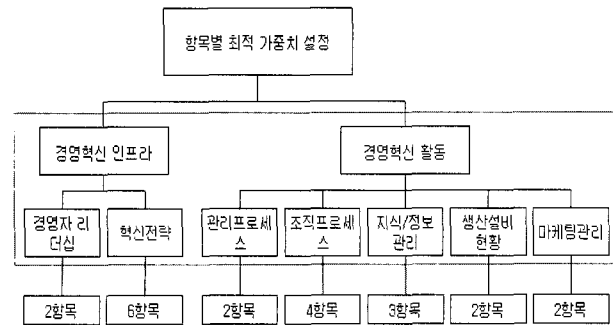 항목별 최적 가중치 설정
경영혁신 인프라
경영혁신 활동
경영자 리
더십
혁신전략
관리프로세
스
조직프로세
스
지식/정보
관리
생산설비
현황
마케팅관리
2항목
6항목
2항목
4항목
3항목
2항목
2항목